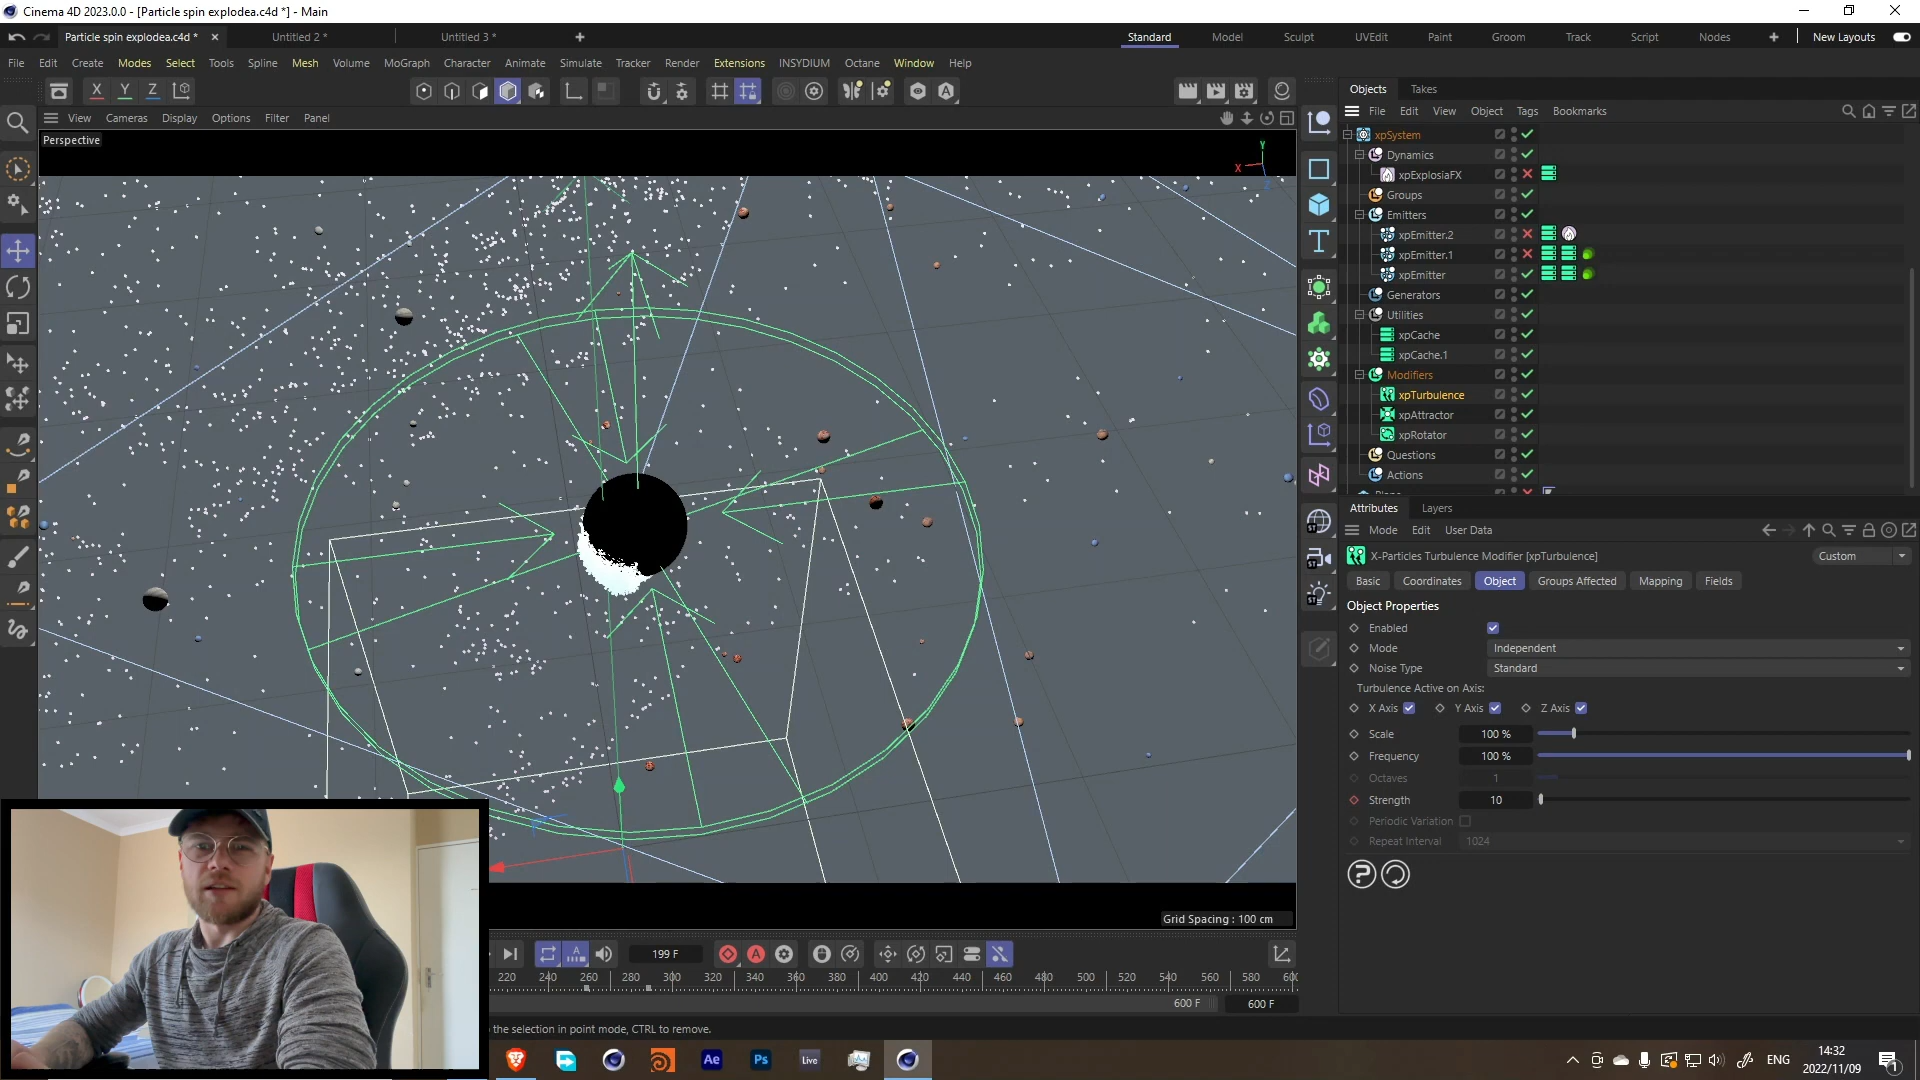 Cinema 4D 2023.0.0 - [Particle spin explodea.c4d *] - Main
Particle spin explodea.c4d *
Untitled 2 *
Untitled 3 *
Standard
Model
Sculpt
UVEdit
Paint
Groom
Track
Script
Nodes
New Layouts
File
Edit
Create
Modes
Select
Tools
Spline
Mesh
Volume
MoGraph
Character
Animate
Simulate
Tracker
Render
Extensions
INSYDIUM
Octane
Window
Help
X
Y
Z
View
Cameras
Display
Options
Filter
Panel
Perspective
Y
X
Z
Grid Spacing : 100 cm
Objects
Takes
File
Edit
View
Object
Tags
Bookmarks
xpSystem
Dynamics
xpExplosiaFX
Groups
Emitters
xpEmitter.2
xpEmitter.1
xpEmitter
Generators
Utilities
xpCache
xpCache.1
Modifiers
xpTurbulence
xpAttractor
xpRotator
Questions
Actions
Attributes
Layers
Mode
Edit
User Data
X-Particles Turbulence Modifier [xpTurbulence]
Custom
Basic
Coordinates
Object
Groups Affected
Mapping
Fields
Object Properties
Enabled
Mode
Independent
Noise Type
Standard
Turbulence Active on Axis:
X Axis
Y Axis
Z Axis
Scale
100 %
Frequency
100 %
Octaves
1
Strength
10
Periodic Variation
Repeat Interval
1024
199 F
220 240 260 280 300 320 340 360 380 400 420 440 460 480 500 520 540 560 580
600 F
600 F
the selection in point mode, CTRL to remove.
Ae
Ps
Live
ENG
14:32
2022/11/09
1